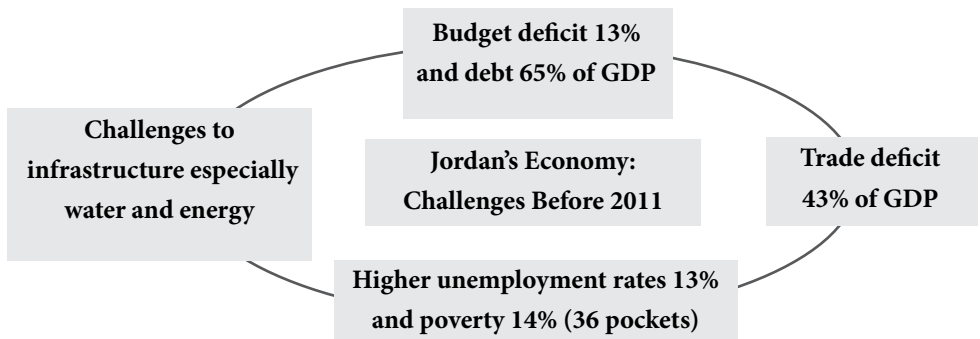 Budget deficit 13%
and debt 65% of GDP
Challenges to
infrastructure especially
water and energy
Jordan’s Economy:
Challenges Before 2011
Trade deficit
43% of GDP
Higher unemployment rates 13%
and poverty 14% (36 pockets)